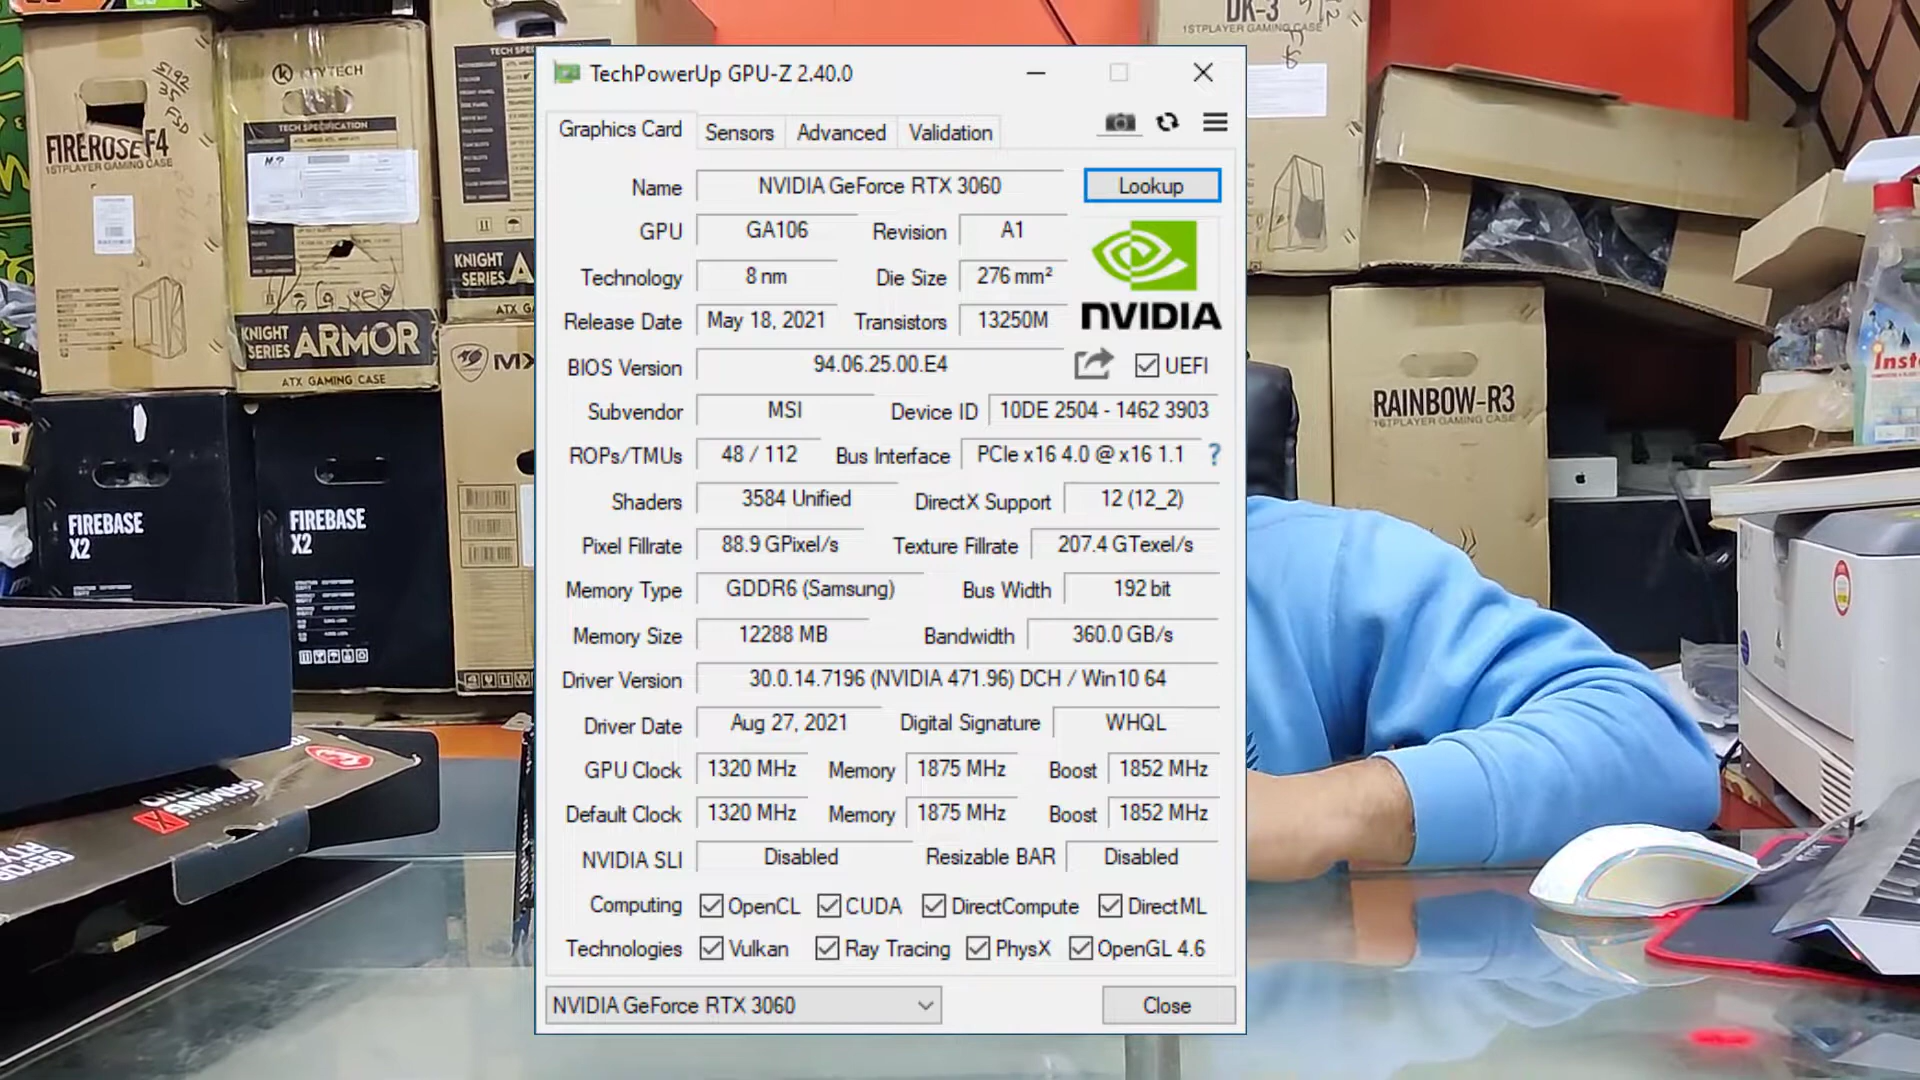 TechPowerUp GPU-Z 2.40.0
Graphics Card
Sensors
Advanced
Validation
Name NVIDIA GeForce RTX 3060 Lookup
GPU GA106 Revision A1
Technology 8 nm Die Size 276 mm²
Release Date May 18, 2021 Transistors 13250M
NVIDIA
BIOS Version 94.06.25.00.E4 UEFI
Subvendor MSI Device ID 10DE 2504 - 1462 3903
ROPs/TMUs 48 / 112 Bus Interface PCIe x16 4.0 @ x16 1.1 ?
Shaders 3584 Unified DirectX Support 12 (12_2)
Pixel Fillrate 88.9 GPixel/s Texture Fillrate 207.4 GTexel/s
Memory Type GDDR6 (Samsung) Bus Width 192 bit
Memory Size 12288 MB Bandwidth 360.0 GB/s
Driver Version 30.0.14.7196 (NVIDIA 471.96) DCH / Win10 64
Driver Date Aug 27, 2021 Digital Signature WHQL
GPU Clock 1320 MHz Memory 1875 MHz Boost 1852 MHz
Default Clock 1320 MHz Memory 1875 MHz Boost 1852 MHz
NVIDIA SLI Disabled Resizable BAR Disabled
Computing OpenCL CUDA DirectCompute DirectML
Technologies Vulkan Ray Tracing PhysX OpenGL 4.6
NVIDIA GeForce RTX 3060 Close
FIREROSE F4
1STPLAYER GAMING CASE
TECH SPECIFICATION
KNIGHT
SERIES ARMOR
ATX GAMING CASE
KNIGHT
SERIES A
ATX GA
MX
FIREBASE
X2
FIREBASE
X2
GAMING
TRIO
DK-3
1STPLAYER GAMING CASE
RAINBOW-R3
1STPLAYER GAMING CASE
Inst